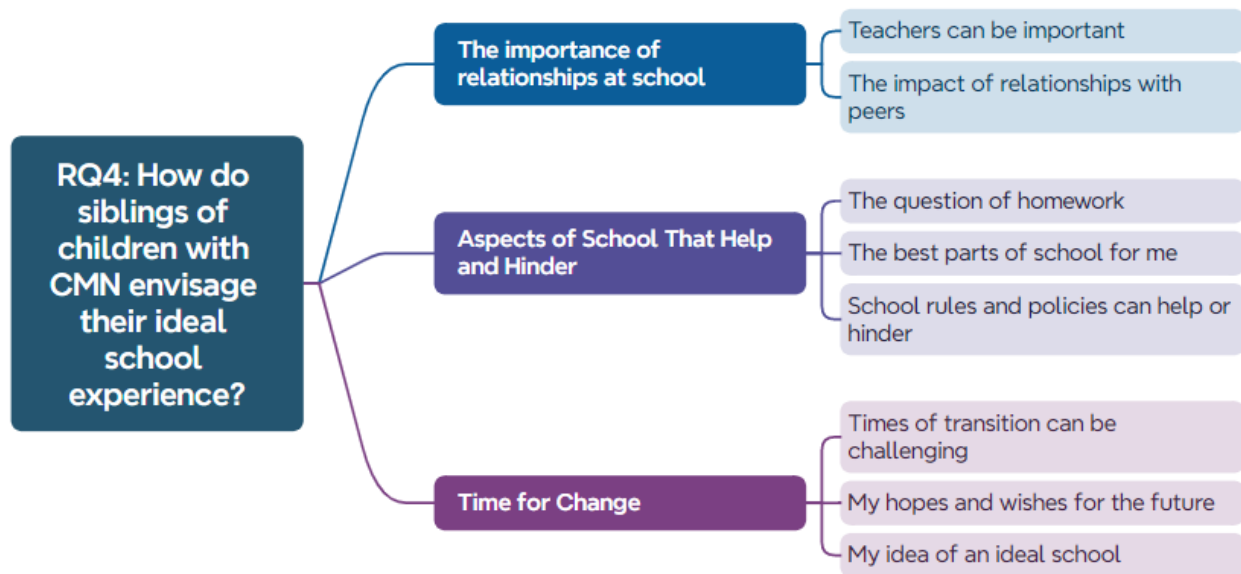 RQ4: How do
siblings of
children with
CMN envisage
their ideal
school
experience?
The importance of
relationships at school
Teachers can be important
The impact of relationships with
peers
Aspects of School That Help
and Hinder
The question of homework
The best parts of school for me
School rules and policies can help or
hinder
Time for Change
Times of transition can be
challenging
My hopes and wishes for the future
My idea of an ideal school